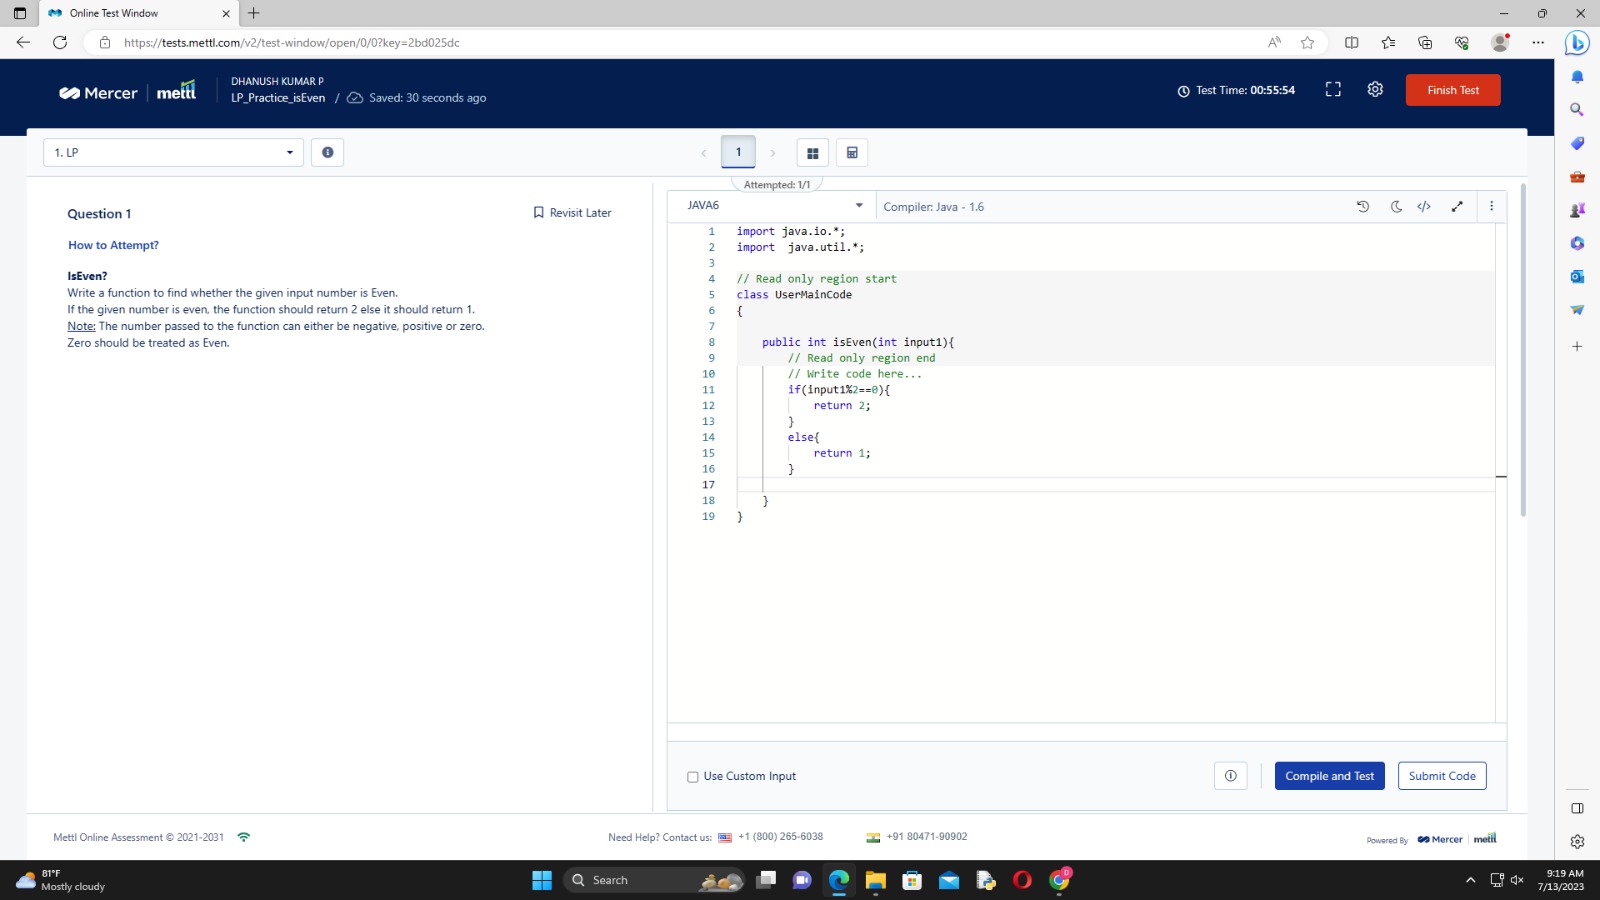 Online Test Window
https://tests.mettl.com/v2/test-window/open/0/0?key=2bd025dc
Mercer | mettl
DHANUSH KUMAR P
LP_Practice_isEven / Saved: 30 seconds ago
Test Time: 00:55:54
Finish Test
1. LP
1
Attempted: 1/1
Question 1
Revisit Later
How to Attempt?
IsEven?
Write a function to find whether the given input number is Even.
If the given number is even, the function should return 2 else it should return 1.
Note: The number passed to the function can either be negative, positive or zero.
Zero should be treated as Even.
JAVA6
Compiler: Java - 1.6
1 import java.io.*;
2 import  java.util.*;
3
4 // Read only region start
5 class UserMainCode
6 {
7
8 public int isEven(int input1){
9 // Read only region end
10 // Write code here...
11 if(input1%2==0){
12 return 2;
13 }
14 else{
15 return 1;
16 }
17
18 }
19 }
Use Custom Input
Compile and Test
Submit Code
Mettl Online Assessment © 2021-2031
Need Help? Contact us: +1 (800) 265-6038 +91 80471-90902
Powered By Mercer | mettl
81°F
Mostly cloudy
Search
D
9:19 AM
7/13/2023